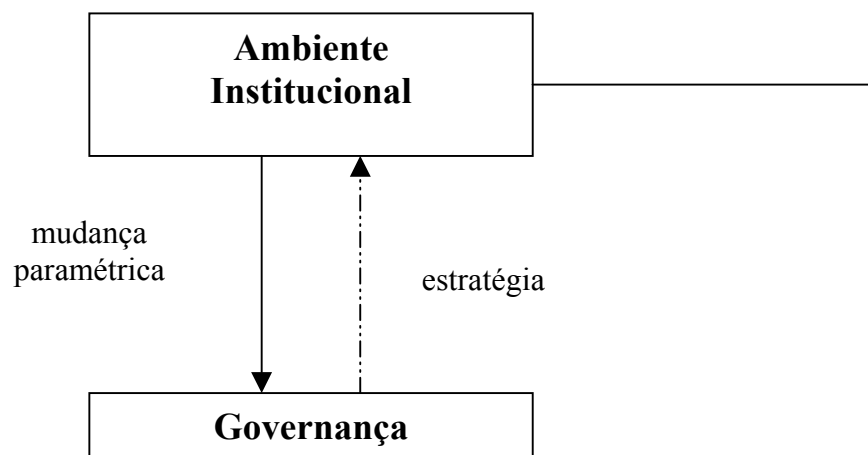 Ambiente
Institucional
mudança
paramétrica
estratégia
Governança